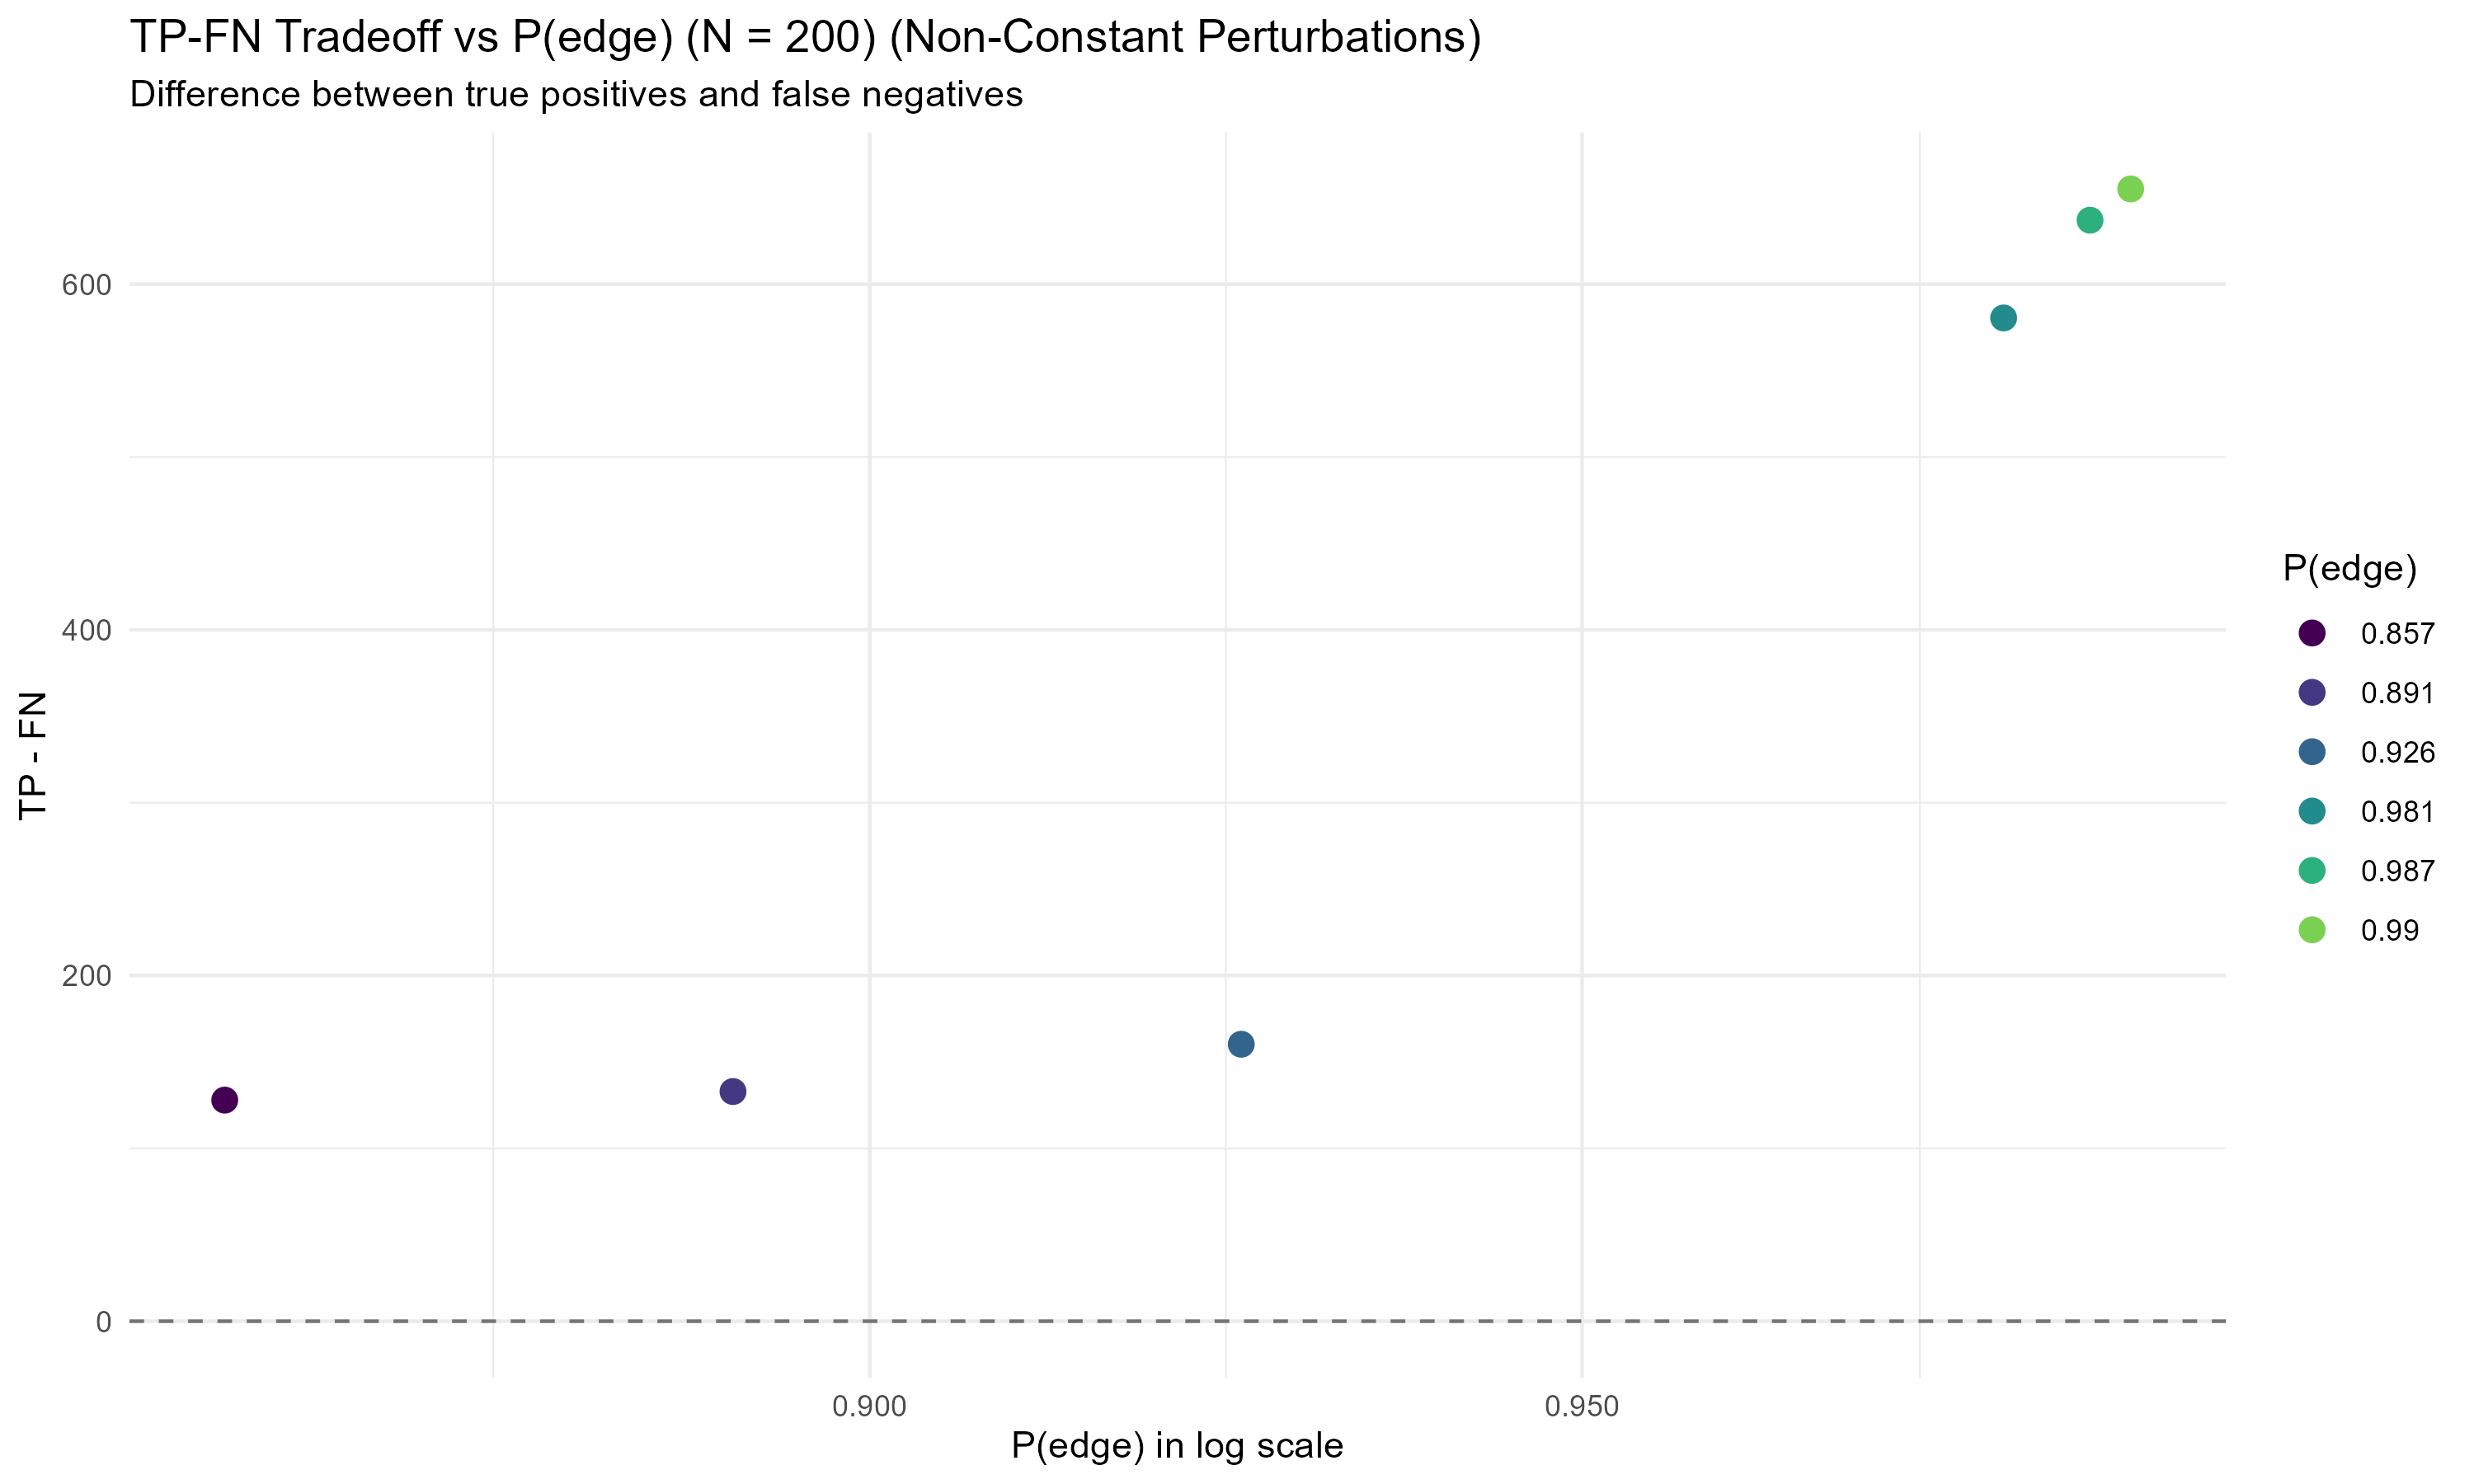 TP-FN Tradeoff vs P(edge) (N = 200) (Non-Constant Perturbations)
Difference between true positives and false negatives
TP - FN
600
400
200
0
0.900
0.950
P(edge) in log scale
P(edge)
0.857
0.891
0.926
0.981
0.987
0.99